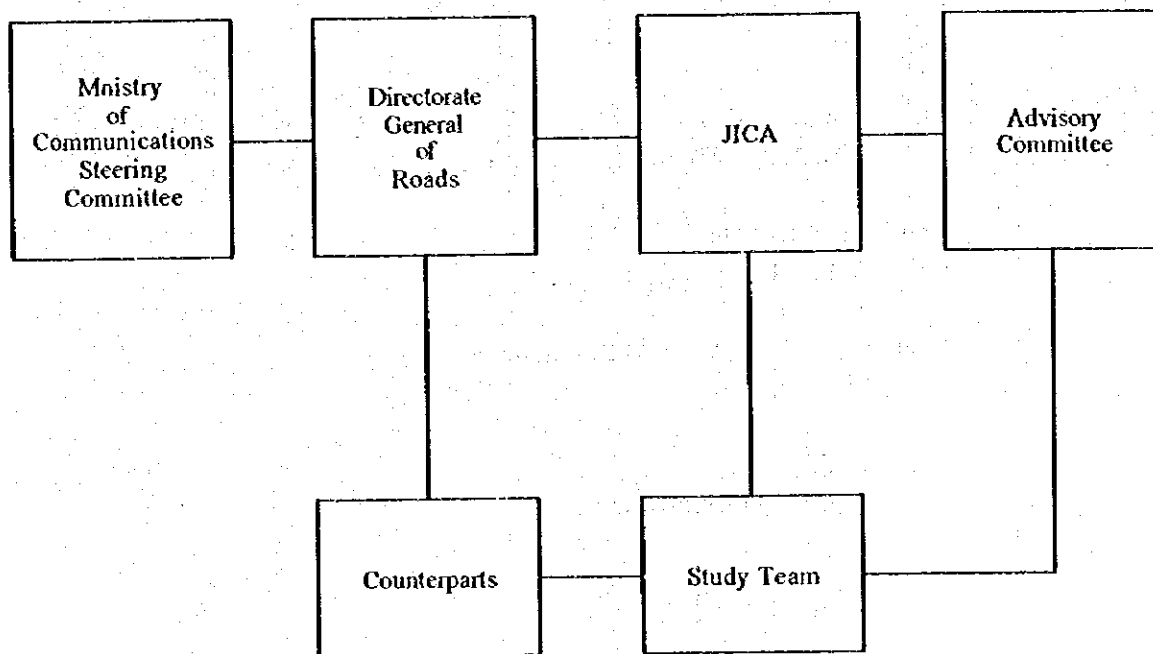 Mnistry
of
Communications
Steering
Committee
Directorate
General
of
Roads
JICA
Advisory
Committee
Counterparts
Study Team